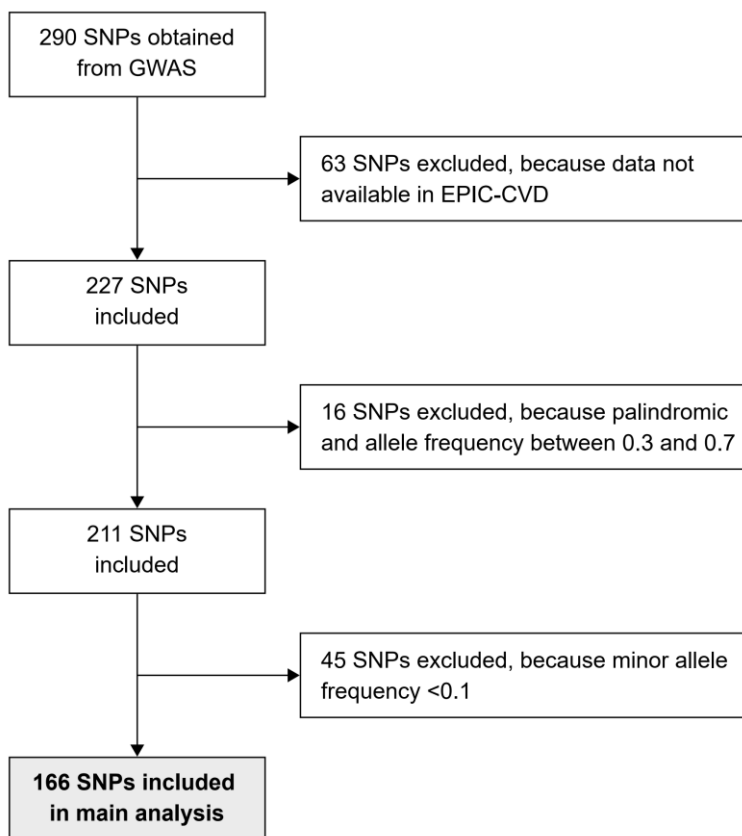 290 SNPs obtained
from GWAS
63 SNPs excluded, because data not
available in EPIC-CVD
227 SNPs
included
16 SNPs excluded, because palindromic
and allele frequency between 0.3 and 0.7
211 SNPs
included
45 SNPs excluded, because minor allele
frequency <0.1
166 SNPs included
in main analysis